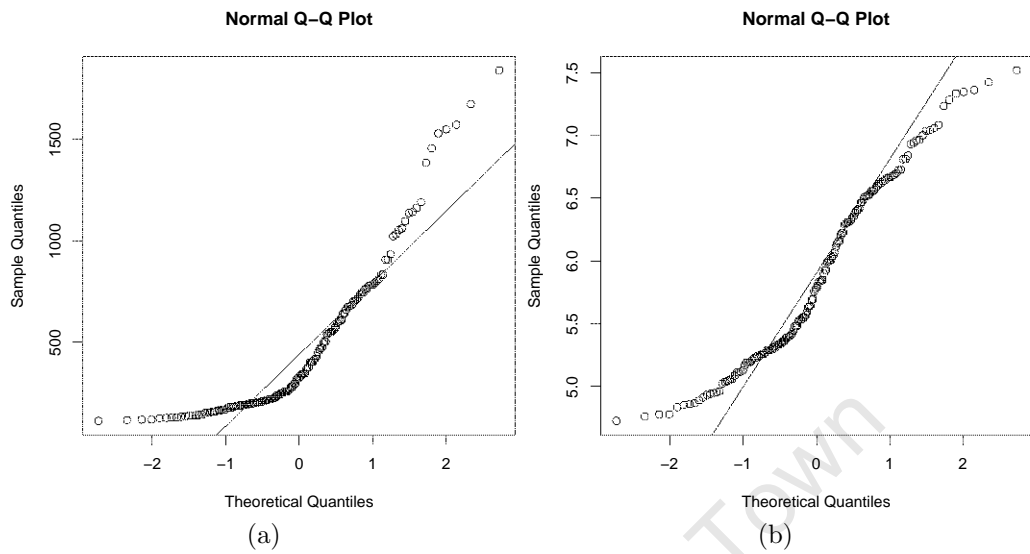 Normal Q−Q Plot
Sample Quantiles
1500
1000
500
−2 −1 0 1 2
Theoretical Quantiles
(a)
Normal Q−Q Plot
Sample Quantiles
7.5
7.0
6.5
6.0
5.5
5.0
−2 −1 0 1 2
Theoretical Quantiles
(b)
Town